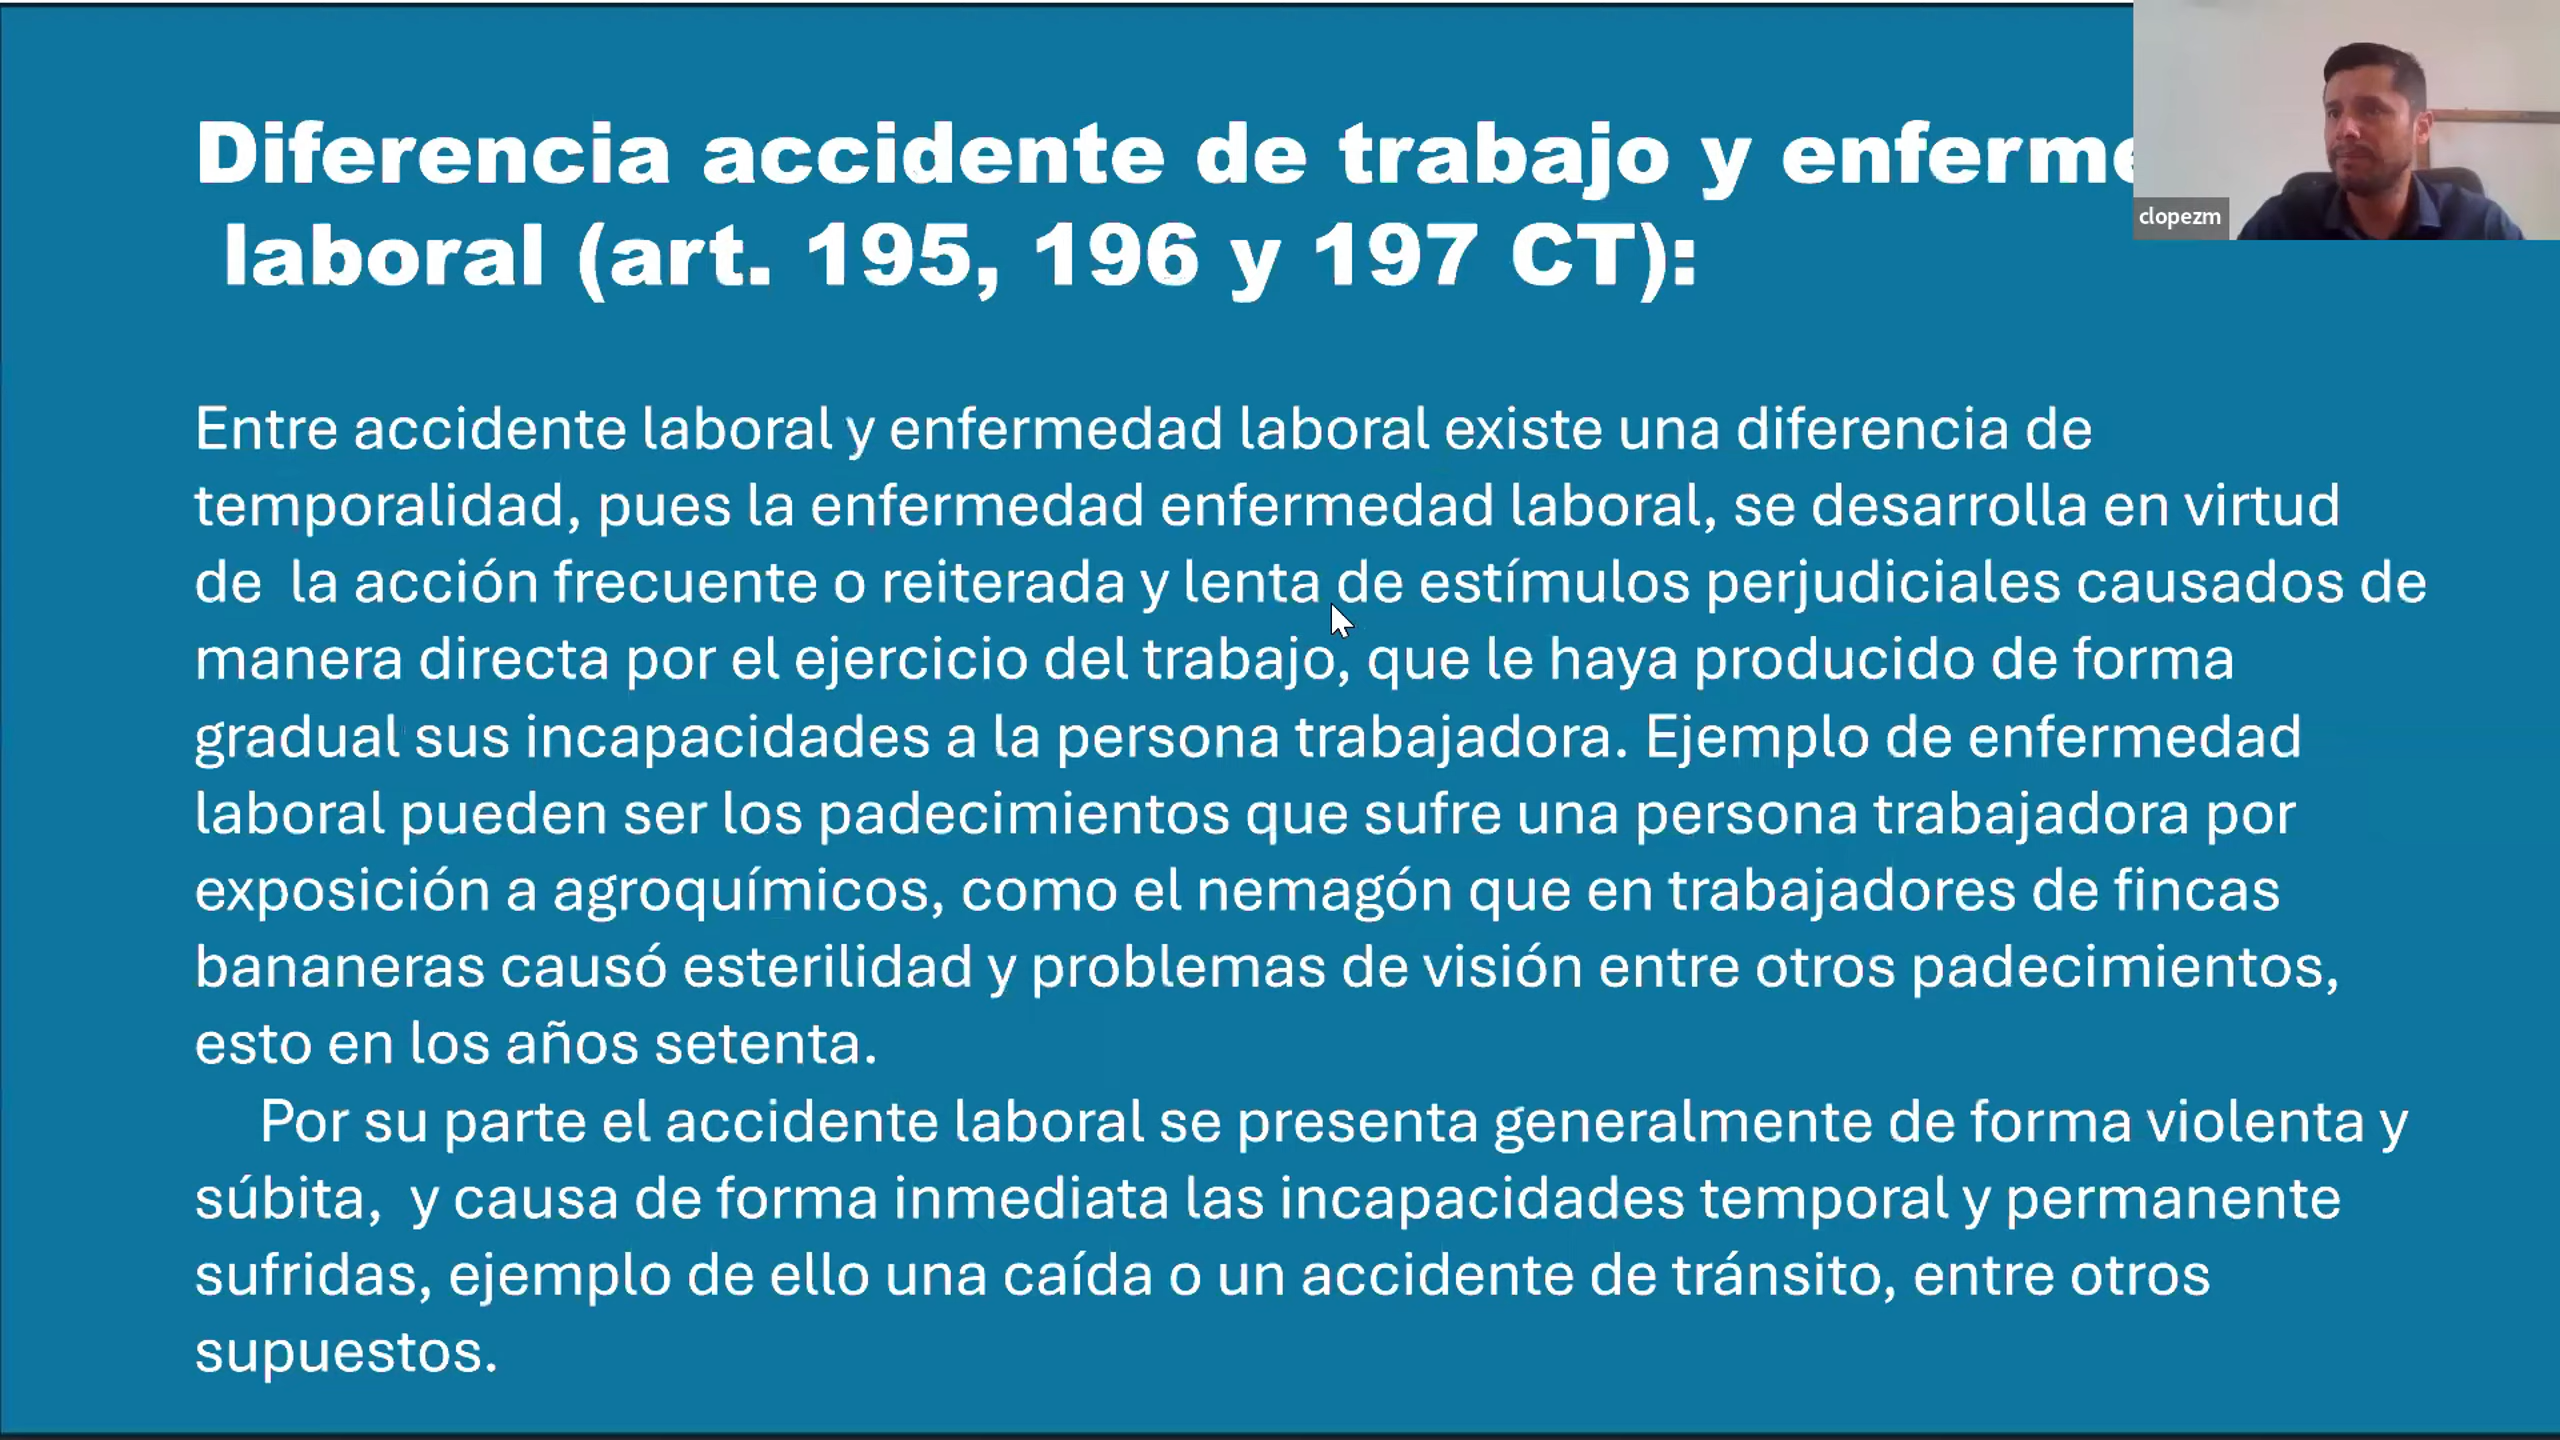 Diferencia accidente de trabajo y enferme
laboral (art. 195, 196 y 197 CT):
clopezm
Entre accidente laboral y enfermedad laboral existe una diferencia de
temporalidad, pues la enfermedad enfermedad laboral, se desarrolla en virtud
de  la acción frecuente o reiterada y lenta de estímulos perjudiciales causados de
manera directa por el ejercicio del trabajo, que le haya producido de forma
gradual sus incapacidades a la persona trabajadora. Ejemplo de enfermedad
laboral pueden ser los padecimientos que sufre una persona trabajadora por
exposición a agroquímicos, como el nemagón que en trabajadores de fincas
bananeras causó esterilidad y problemas de visión entre otros padecimientos,
esto en los años setenta.
Por su parte el accidente laboral se presenta generalmente de forma violenta y
súbita,  y causa de forma inmediata las incapacidades temporal y permanente
sufridas, ejemplo de ello una caída o un accidente de tránsito, entre otros
supuestos.